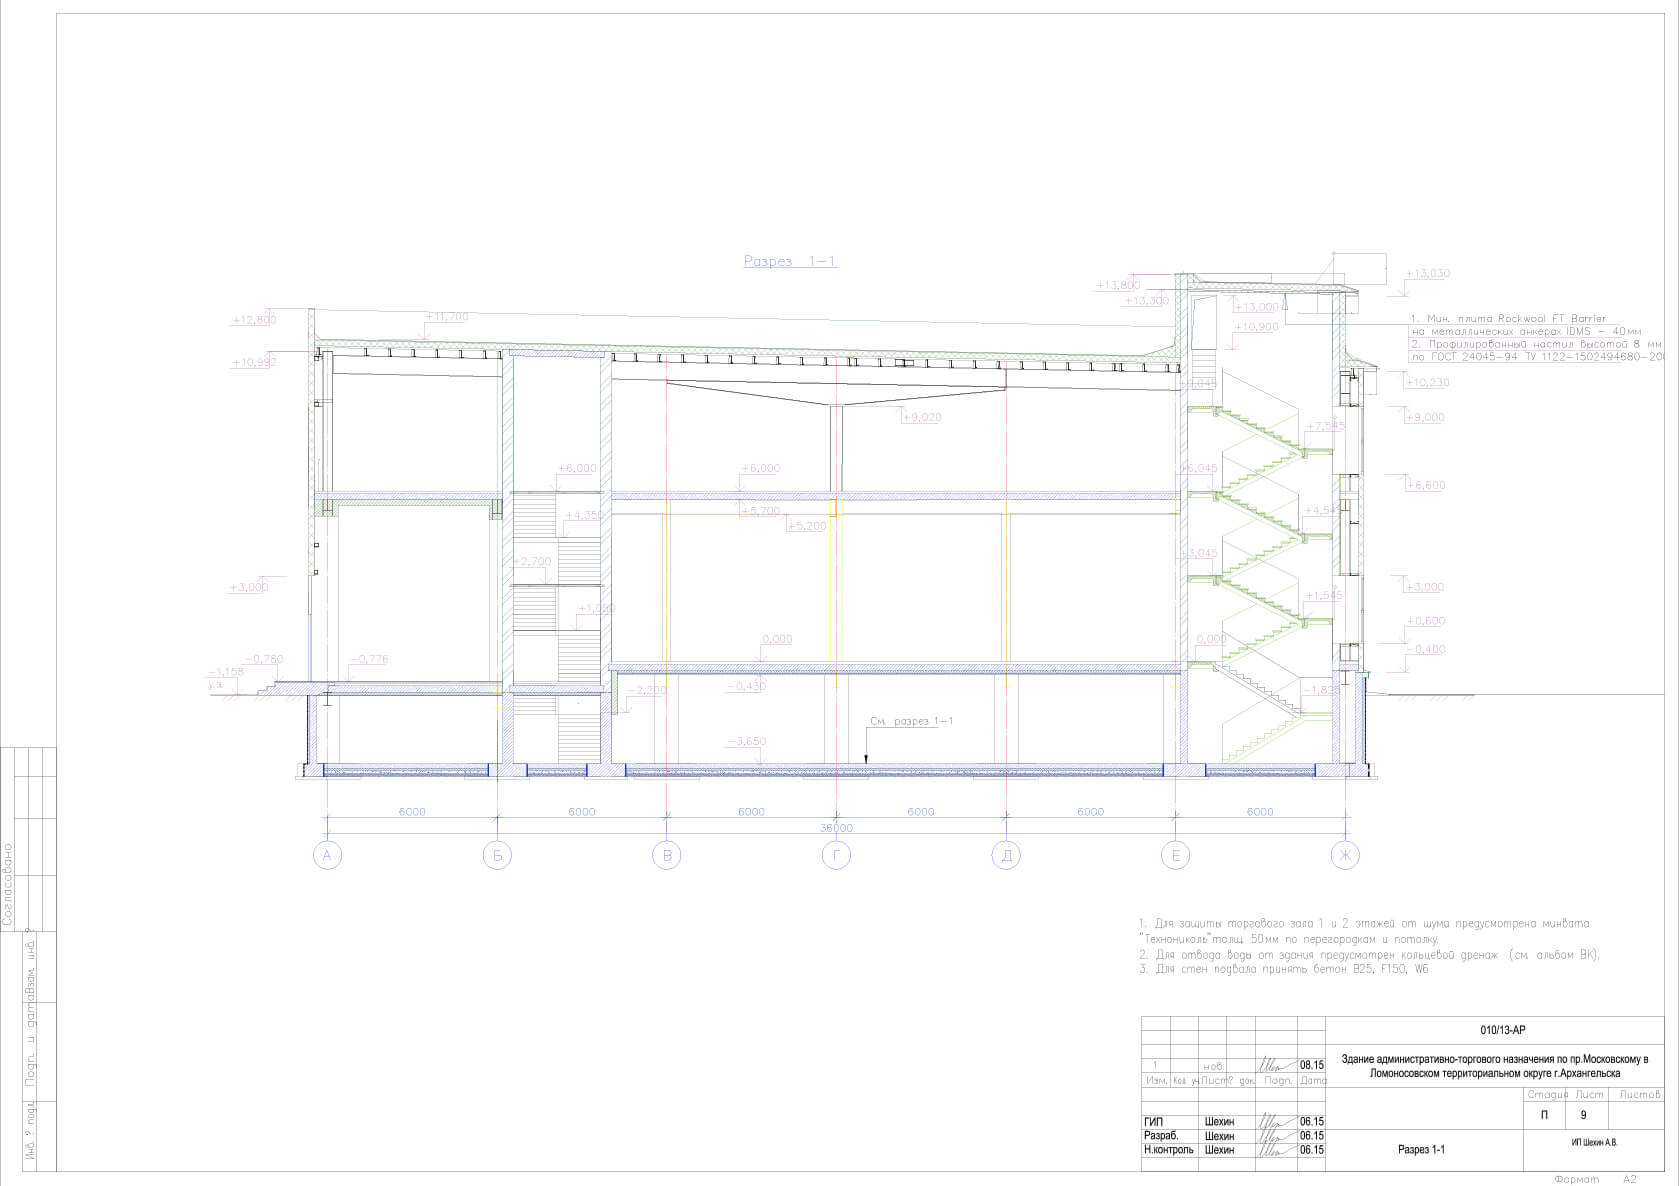 Разрез 1-1
+13,030
+13,800
+13,300
+13,000
+12,800
+11,700
+10,900
1. Мин. плита Rockwool FT Barrier
на металлических анкерах IDMS - 40мм
2. Профилированный настил высотой 8 мм
по ГОСТ 24045-94 ТУ 1122-1502494680-200
+10,992
+10,230
+9,045
+9,020
+9,000
+7,545
+6,000
+6,000
+6,045
+6,600
+5,700
+5,200
+4,350
+4,545
+2,700
+3,045
+3,000
+3,000
+1,050
+1,545
+0,600
0,000
0,000
-0,400
-0,780
-0,776
-1,158
у.з.
-0,430
-2,200
-1,825
См. разрез 1-1
-3,650
6000
6000
6000
6000
6000
6000
36000
А
Б
В
Г
Д
Е
Ж
1. Для защиты торгового зала 1 и 2 этажей от шума предусмотрена минвата
"Технониколь"толщ. 50мм по перегородкам и потолку.
2. Для отвода воды от здания предусмотрен кольцевой дренаж (см. альбом ВК).
3. Для стен подвала принять бетон В25, F150, W6
Согласовано
Взам. инв. ?
Подп. и дата
Инв. ? подл.
010/13-АР
Здание административно-торгового назначения по пр.Московскому в
Ломоносовском территориальном округе г.Архангельска
1 нов. 08.15
Изм. Кол. уч. Лист ? док. Подп. Дата
Стадия Лист Листов
П 9
ГИП Шехин 06.15
Разраб. Шехин 06.15
Н.контроль Шехин 06.15
Разрез 1-1
ИП Шехин А.В.
Формат А2